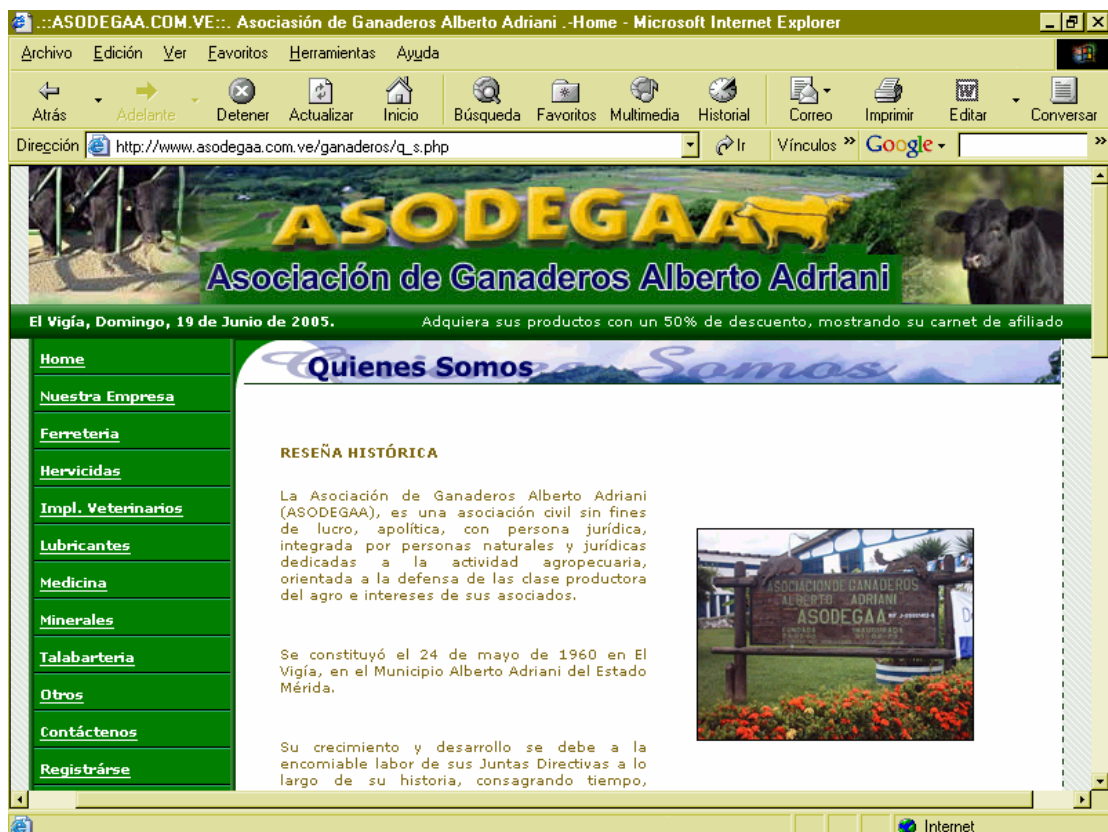 .::ASODEGAA.COM.VE::. Asociasión de Ganaderos Alberto Adriani .-Home - Microsoft Internet Explorer
Archivo Edición Ver Favoritos Herramientas Ayuda
Atrás Adelante Detener Actualizar Inicio Búsqueda Favoritos Multimedia Historial Correo Imprimir Editar Conversar
Dirección http://www.asodegaa.com.ve/ganaderos/q_s.php Ir Vínculos » Google »
ASODEGAA
Asociación de Ganaderos Alberto Adriani
El Vigía, Domingo, 19 de Junio de 2005. Adquiera sus productos con un 50% de descuento, mostrando su carnet de afiliado
Home
Nuestra Empresa
Ferreteria
Hervicidas
Impl. Veterinarios
Lubricantes
Medicina
Minerales
Talabarteria
Otros
Contáctenos
Registrárse
Quienes Somos
RESEÑA HISTÓRICA
La Asociación de Ganaderos Alberto Adriani
(ASODEGAA), es una asociación civil sin fines
de lucro, apolítica, con persona jurídica,
integrada por personas naturales y jurídicas
dedicadas a la actividad agropecuaria,
orientada a la defensa de las clase productora
del agro e intereses de sus asociados.
Se constituyó el 24 de mayo de 1960 en El
Vigía, en el Municipio Alberto Adriani del Estado
Mérida.
Su crecimiento y desarrollo se debe a la
encomiable labor de sus Juntas Directivas a lo
largo de su historia, consagrando tiempo,
ASOCIACION DE GANADEROS
ALBERTO ADRIANI
ASODEGAA
FUNDADA INAUGURADA
Internet